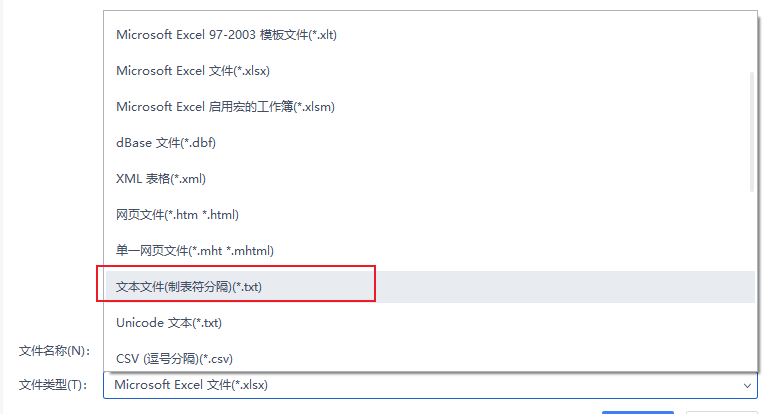 Microsoft Excel 97-2003 模板文件(*.xlt)
Microsoft Excel 文件(*.xlsx)
Microsoft Excel 启用宏的工作簿(*.xlsm)
dBase 文件(*.dbf)
XML 表格(*.xml)
网页文件(*.htm *.html)
单一网页文件(*.mht *.mhtml)
文本文件(制表符分隔)(*.txt)
Unicode 文本(*.txt)
文件名称(N):
CSV (逗号分隔)(*.csv)
文件类型(T): Microsoft Excel 文件(*.xlsx)